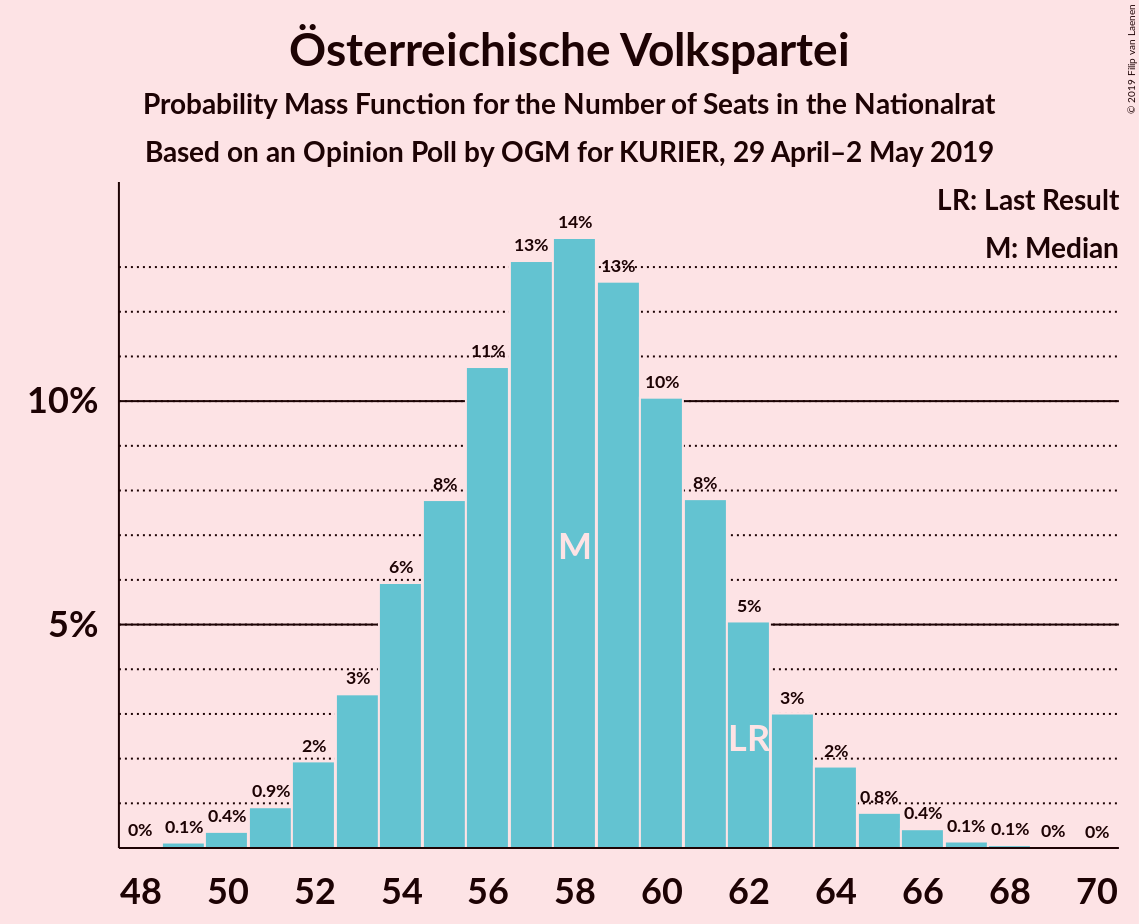 Österreichische Volkspartei
Probability Mass Function for the Number of Seats in the Nationalrat
Based on an Opinion Poll by OGM for KURIER, 29 April–2 May 2019
© 2019 Filip van Laenen
LR: Last Result
M: Median
10%
5%
0%
0.1%
0.4%
0.9%
2%
3%
6%
8%
11%
13%
14%
13%
10%
8%
5%
3%
2%
0.8%
0.4%
0.1%
0.1%
0%
0%
M
LR
48 50 52 54 56 58 60 62 64 66 68 70